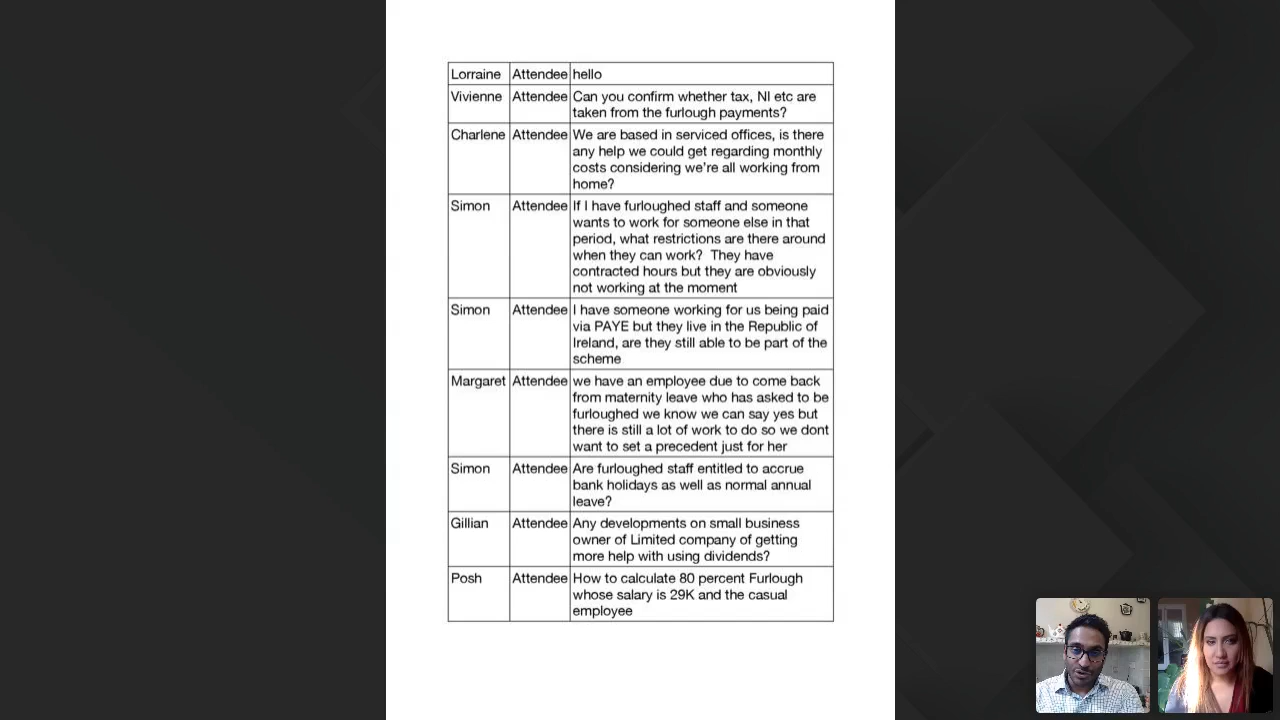 Lorraine Attendee hello
Vivienne Attendee Can you confirm whether tax, NI etc are
taken from the furlough payments?
Charlene Attendee We are based in serviced offices, is there
any help we could get regarding monthly
costs considering we're all working from
home?
Simon Attendee If I have furloughed staff and someone
wants to work for someone else in that
period, what restrictions are there around
when they can work?  They have
contracted hours but they are obviously
not working at the moment
Simon Attendee I have someone working for us being paid
via PAYE but they live in the Republic of
Ireland, are they still able to be part of the
scheme
Margaret Attendee we have an employee due to come back
from maternity leave who has asked to be
furloughed we know we can say yes but
there is still a lot of work to do so we dont
want to set a precedent just for her
Simon Attendee Are furloughed staff entitled to accrue
bank holidays as well as normal annual
leave?
Gillian Attendee Any developments on small business
owner of Limited company of getting
more help with using dividends?
Posh Attendee How to calculate 80 percent Furlough
whose salary is 29K and the casual
employee